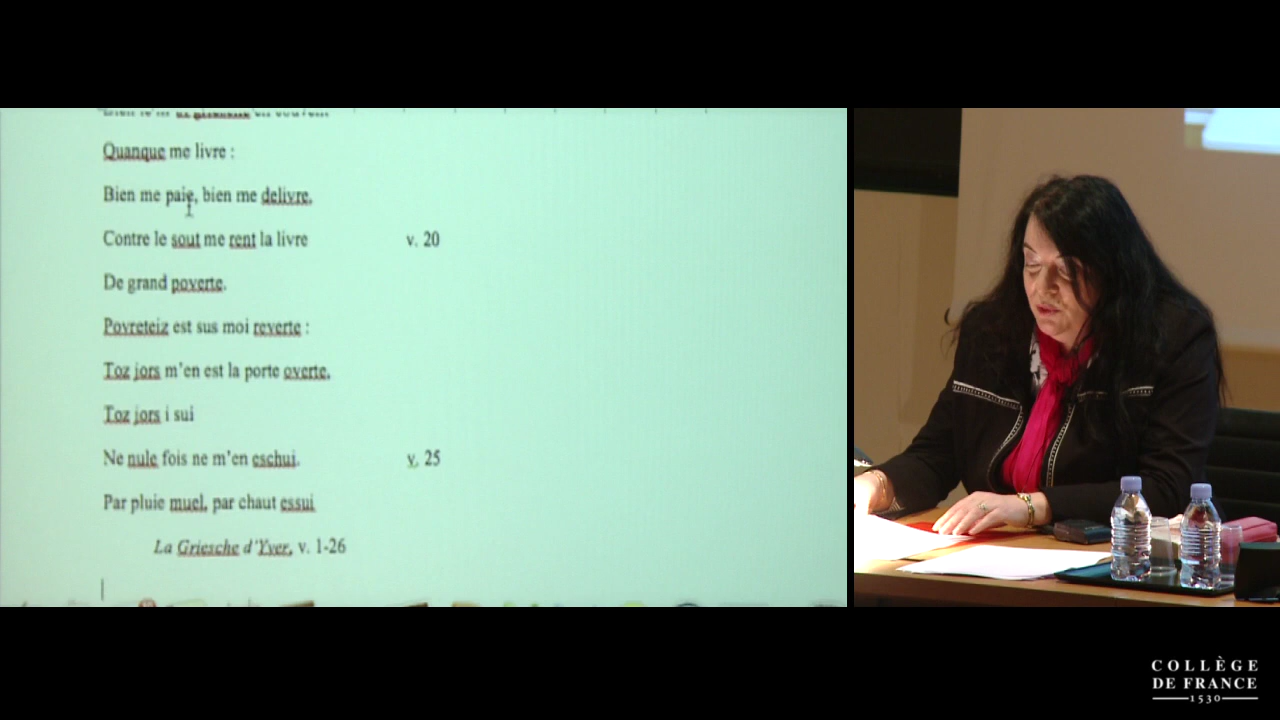 Quanque me livre :
Bien me paie, bien me delivre,
Contre le sout me rent la livre v. 20
De grand poverte.
Povreteiz est sus moi reverte :
Toz jors m'en est la porte overte,
Toz jors i sui
Ne nule fois ne m'en eschui. v. 25
Par pluie muel, par chaut essui
La Griesche d'Yver, v. 1-26
COLLÈGE
DE FRANCE
1530